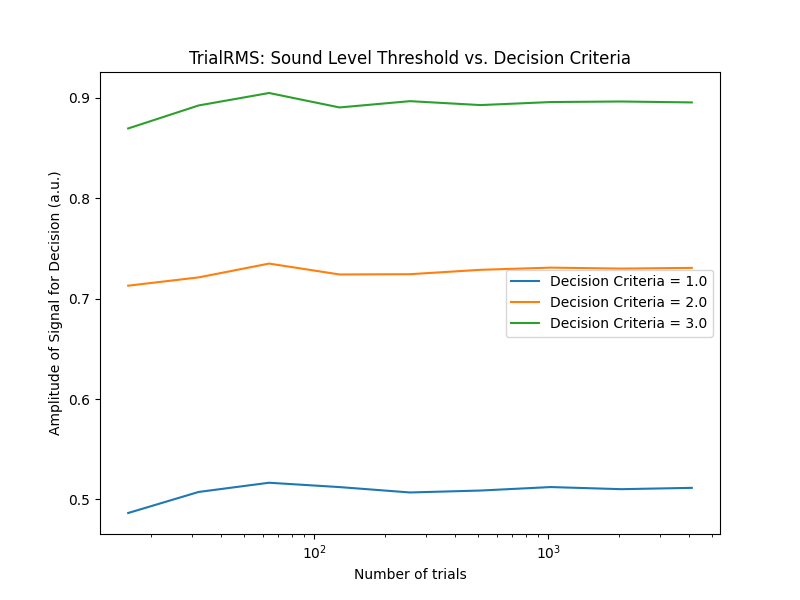 TrialRMS: Sound Level Threshold vs. Decision Criteria
Amplitude of Signal for Decision (a.u.)
0.9
0.8
0.7
0.6
0.5
Decision Criteria = 1.0
Decision Criteria = 2.0
Decision Criteria = 3.0
10²
10³
Number of trials